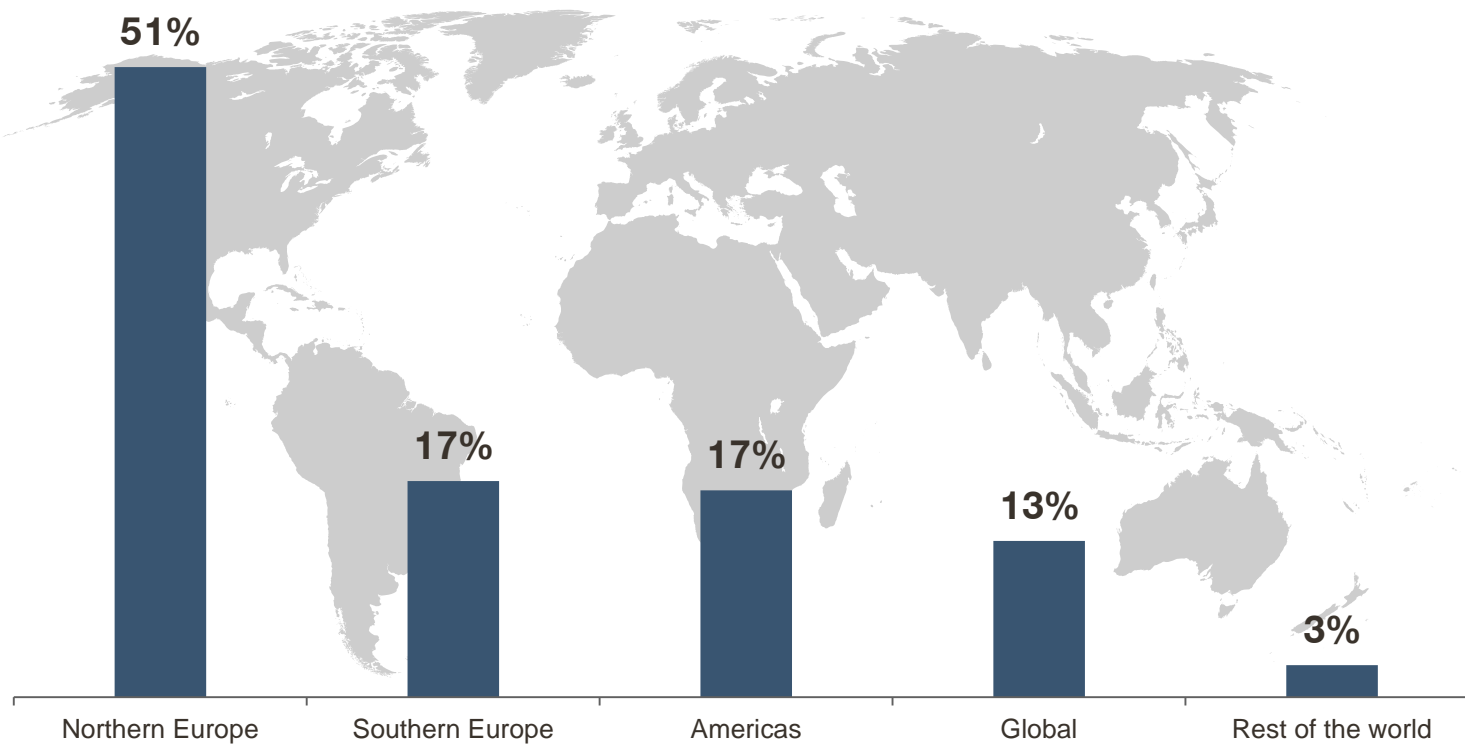 51%
17%
17%
13%
3%
Northern Europe
Southern Europe
Americas
Global
Rest of the world